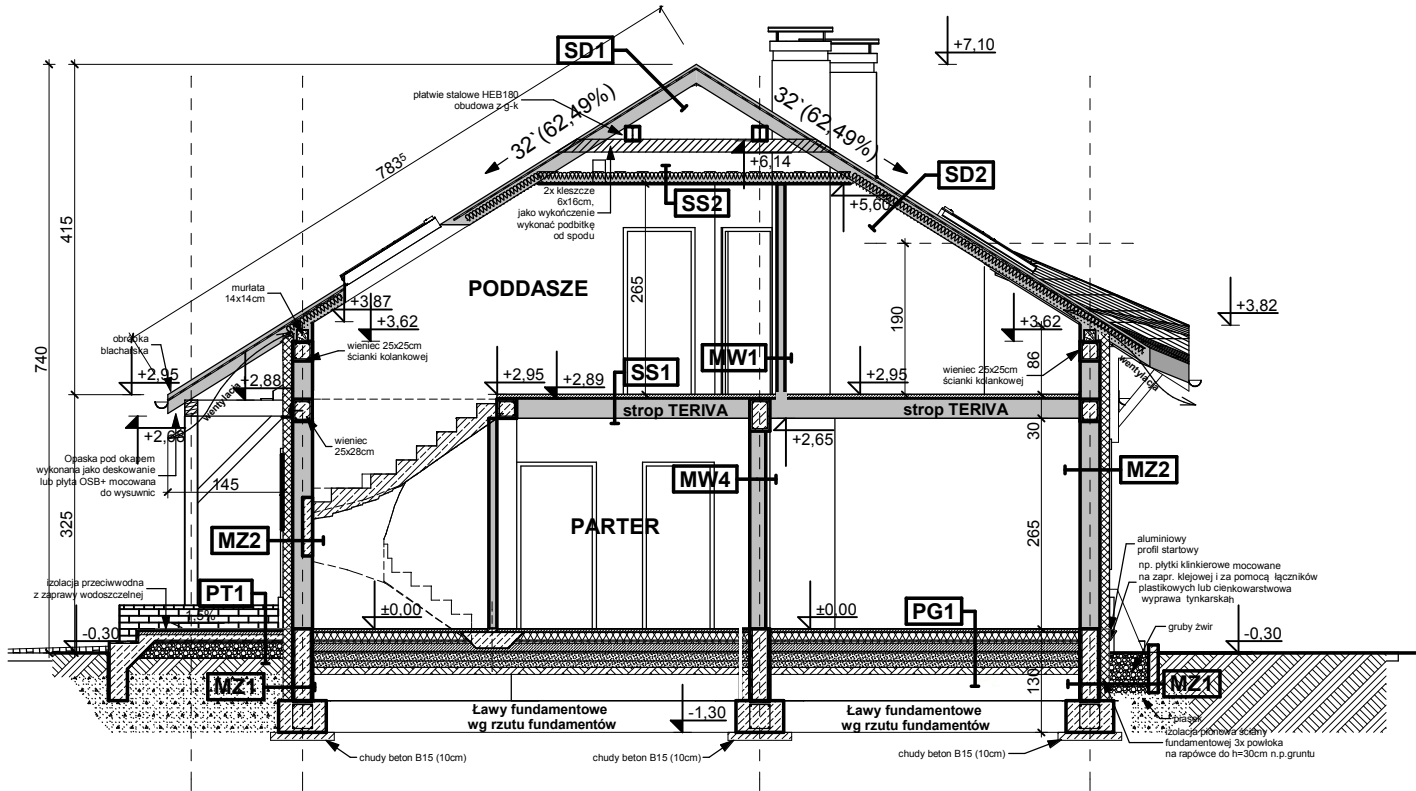 SD1
+7,10
płatwie stalowe HEB180
obudowa z g-k
32`(62,49%)
32`(62,49%)
783⁵
+6,14
SD2
2x kleszcze
6x16cm,
jako wykończenie
wykonać podbitkę
od spodu
SS2
+5,60
415
PODDASZE
265
190
murłata
14x14cm
+3,87
+3,62
+3,62
+3,82
obróbka
blacharska
wieniec 25x25cm
ścianki kolankowej
MW1
wieniec 25x25cm
ścianki kolankowej
86
740
+2,95
+2,88
+2,95
+2,89
SS1
+2,95
wentylacja
wentylacja
strop TERIVA
strop TERIVA
30
+2,65
wieniec
25x28cm
Opaska pod okapem
wykonana jako deskowanie
lub płyta OSB+ mocowana
do wysuwnic
145
MW4
MZ2
325
PARTER
265
MZ2
aluminiowy
profil startowy
np. płytki klinkierowe mocowane
na zapr. klejowej i za pomocą łączników
plastikowych lub cienkowarstwowa
wyprawa tynkarska
izolacja przeciwwodna
z zaprawy wodoszczelnej
PT1
1,5%
±0,00
±0,00
PG1
gruby żwir
-0,30
-0,30
MZ1
130
MZ1
Ławy fundamentowe
wg rzutu fundamentów
-1,30
Ławy fundamentowe
wg rzutu fundamentów
piasek
izolacja pionowa ściany
fundamentowej 3x powłoka
na rapówce do h=30cm n.p.gruntu
chudy beton B15 (10cm)
chudy beton B15 (10cm)
chudy beton B15 (10cm)